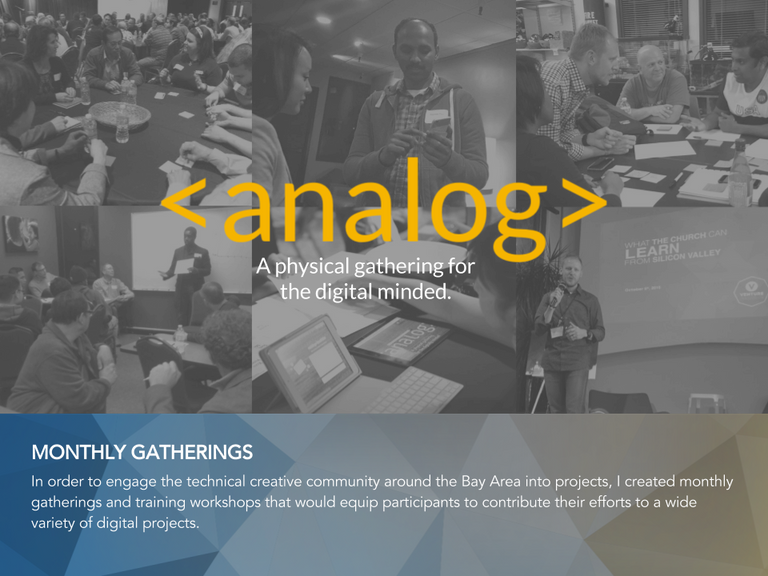 <analog>
A physical gathering for
the digital minded.
WHAT THE CHURCH CAN
LEARN
FROM SILICON VALLEY
analog
MONTHLY GATHERINGS
In order to engage the technical creative community around the Bay Area into projects, I created monthly
gatherings and training workshops that would equip participants to contribute their efforts to a wide
variety of digital projects.